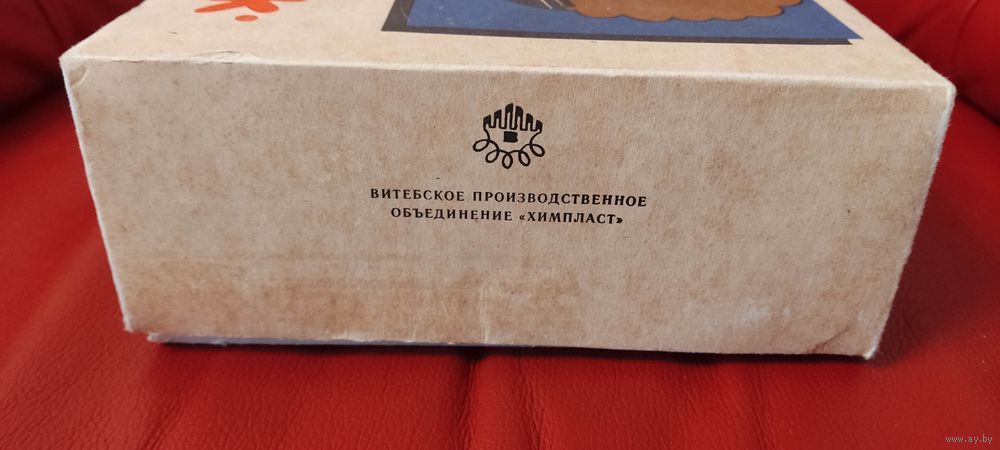 В
ВИТЕБСКОЕ ПРОИЗВОДСТВЕННОЕ
ОБЪЕДИНЕНИЕ «ХИМПЛАСТ»
www.ay.by